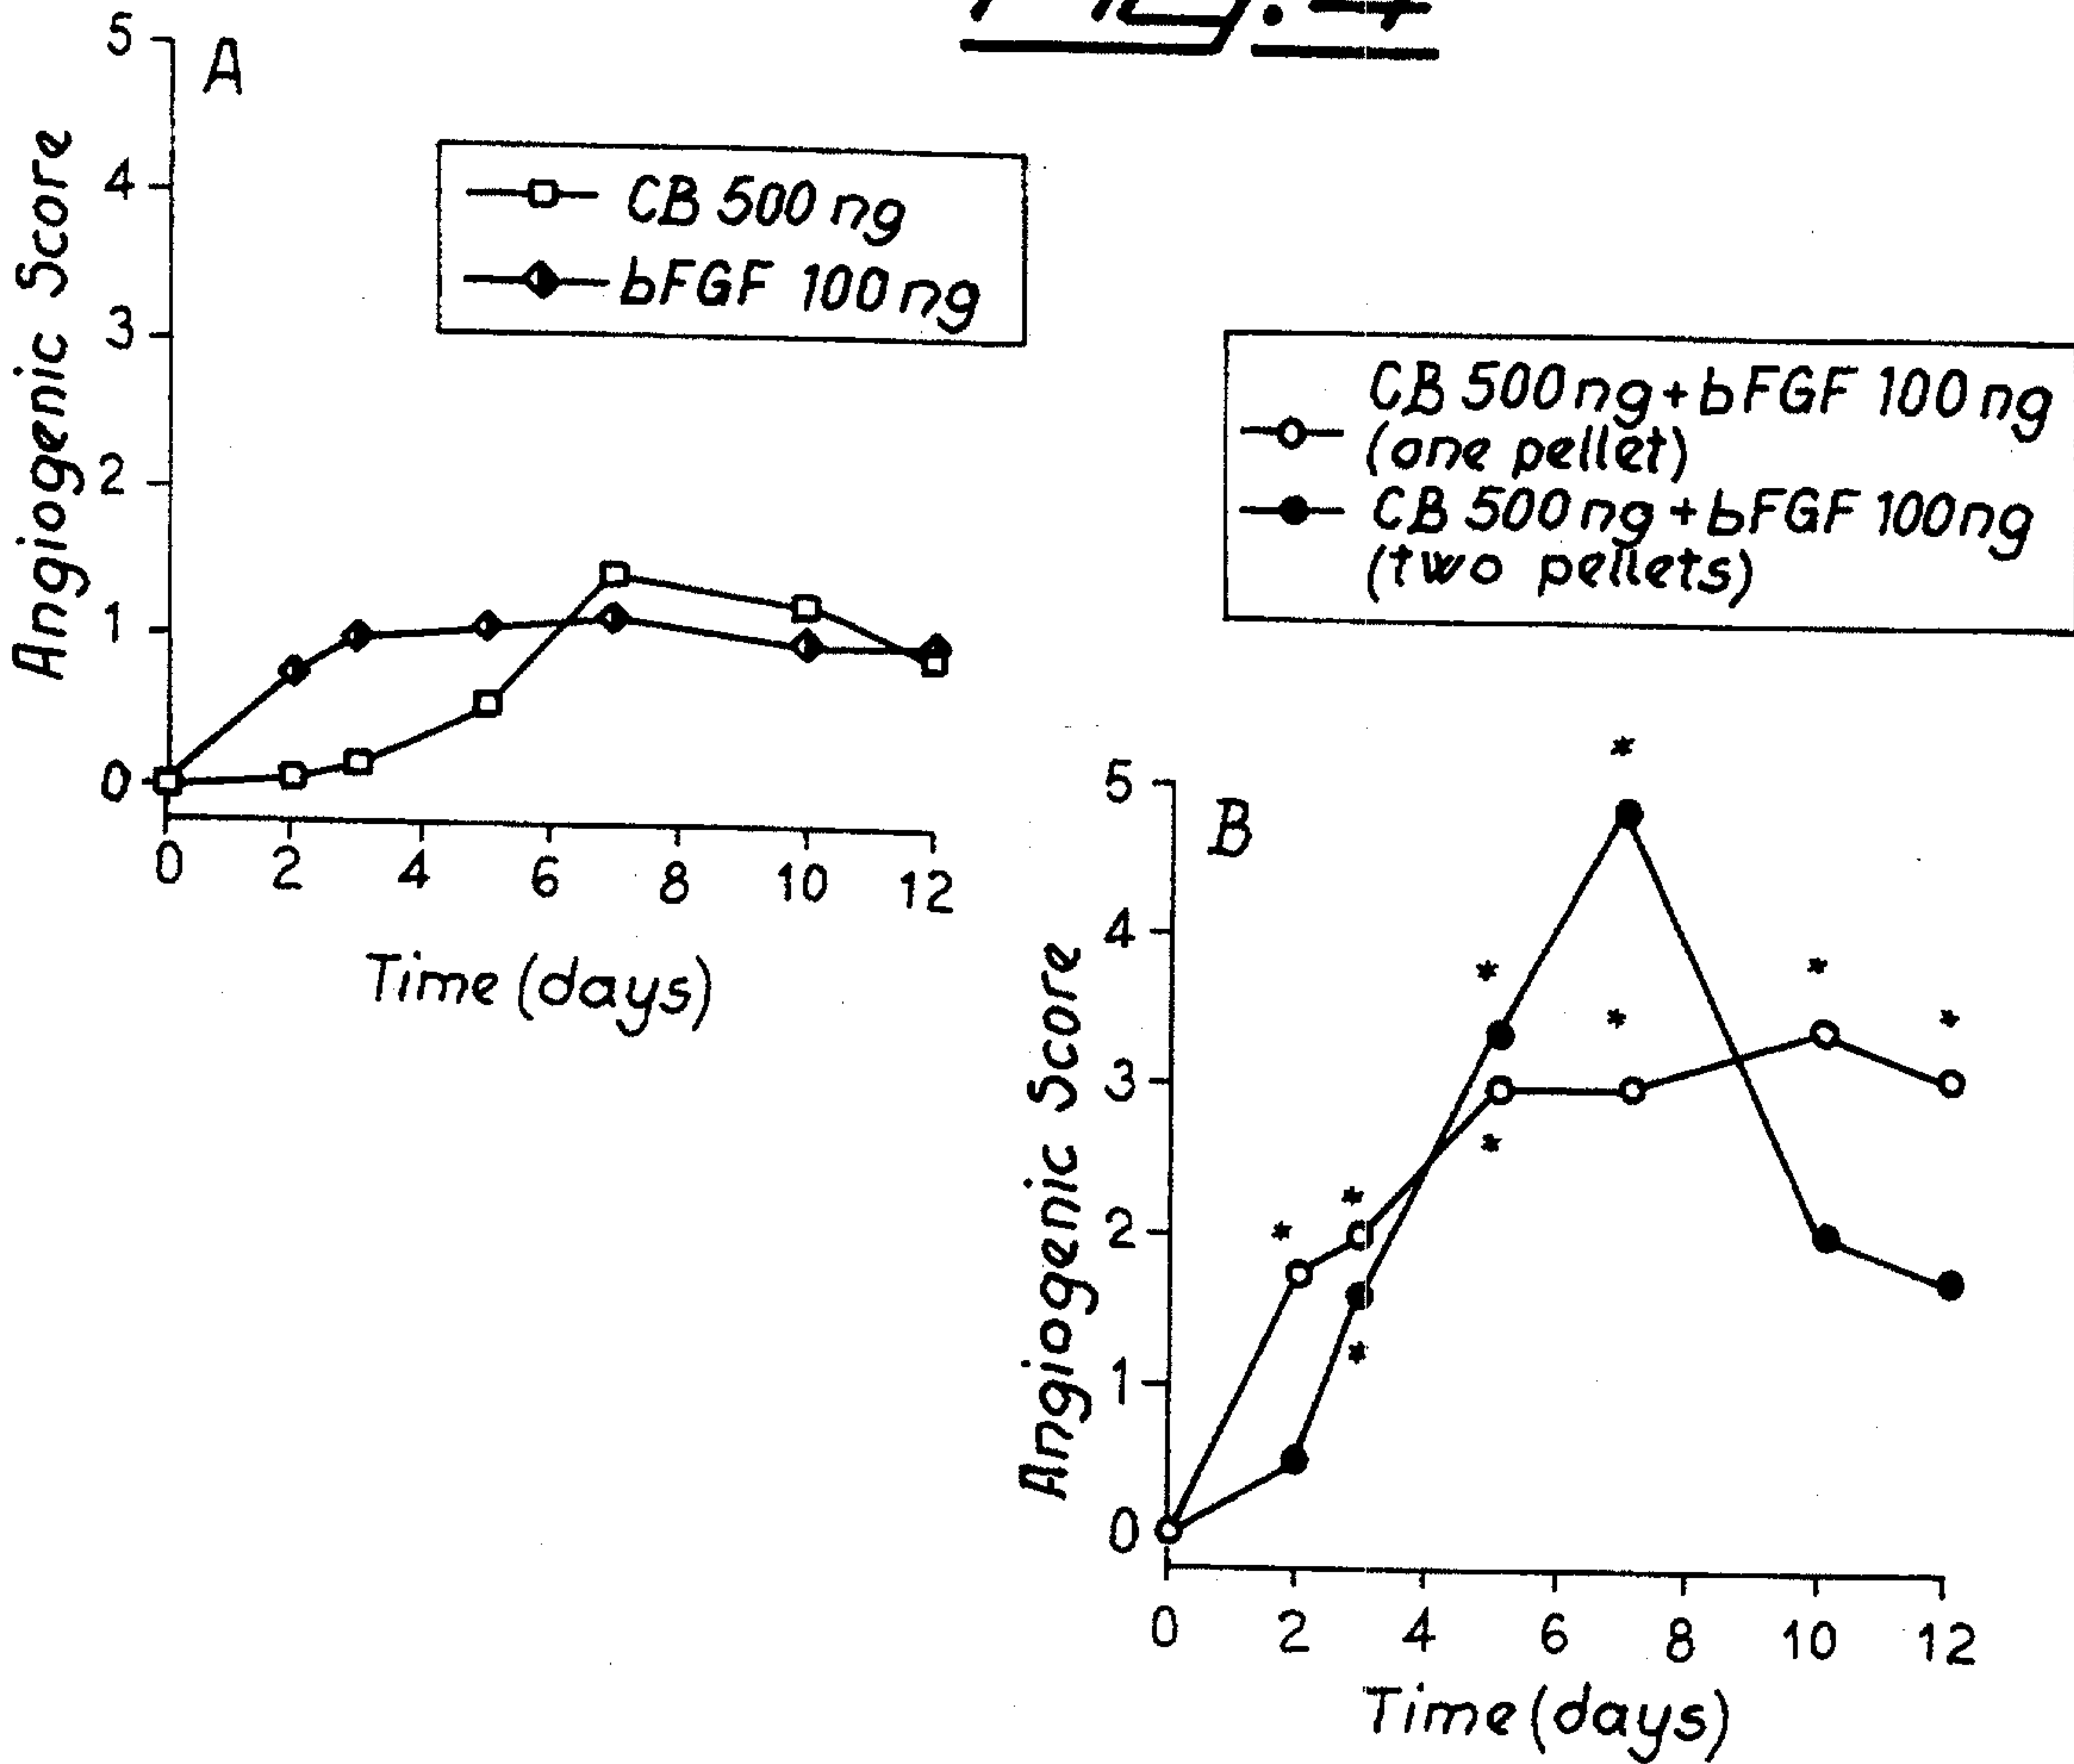 A
5
4
3
2
1
0
Angiogenic Score
CB 500 ng
bFGF 100 ng
0 2 4 6 8 10 12
Time (days)
CB 500 ng + bFGF 100 ng
(one pellet)
CB 500 ng + bFGF 100 ng
(two pellets)
B
5
4
3
2
1
0
Angiogenic Score
* * * * * * * * * *
0 2 4 6 8 10 12
Time (days)